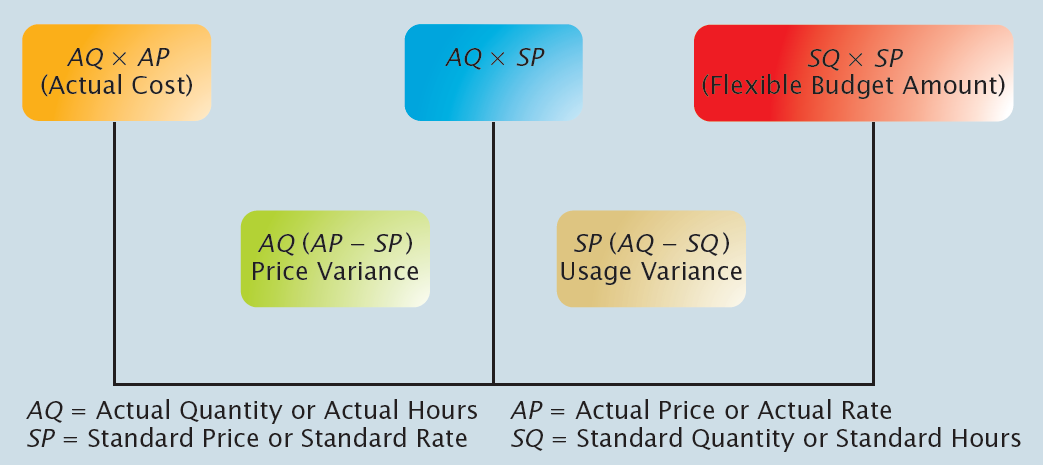 AQ × AP
(Actual Cost)
AQ × SP
SQ × SP
(Flexible Budget Amount)
AQ (AP – SP)
Price Variance
SP (AQ – SQ)
Usage Variance
AQ = Actual Quantity or Actual Hours
SP = Standard Price or Standard Rate
AP = Actual Price or Actual Rate
SQ = Standard Quantity or Standard Hours